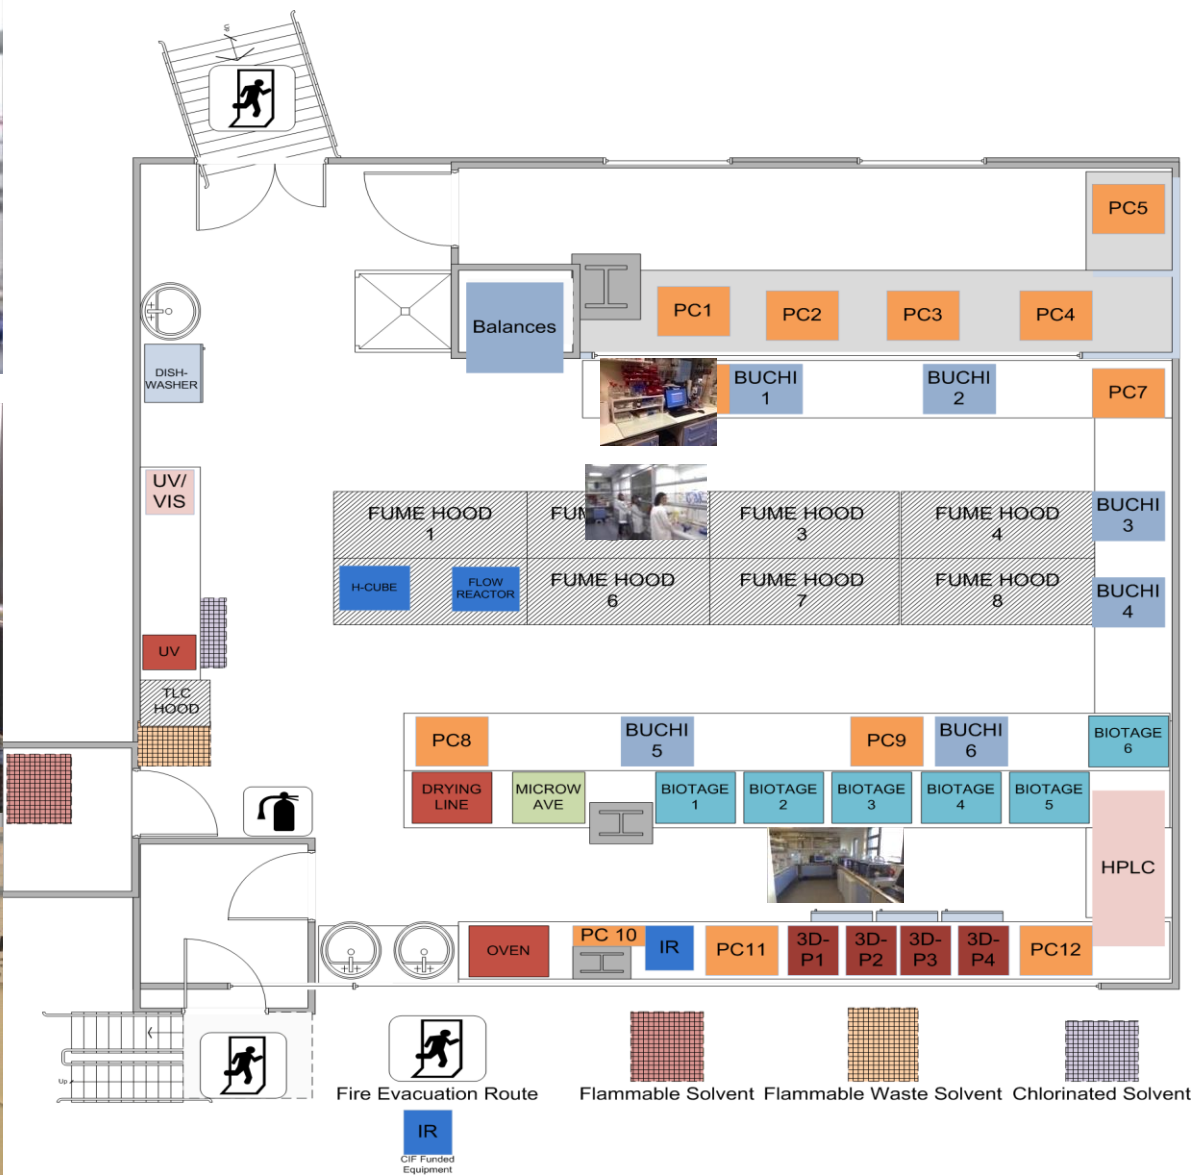 UP
PC5
PC1
PC2
PC3
PC4
Balances
DISH-
WASHER
BUCHI
1
BUCHI
2
PC7
UV/
VIS
FUME HOOD
1
FUME HOOD
3
FUME HOOD
4
BUCHI
3
H-CUBE
FLOW
REACTOR
FUME HOOD
6
FUME HOOD
7
FUME HOOD
8
BUCHI
4
UV
TLC
HOOD
PC8
BUCHI
5
PC9
BUCHI
6
BIOTAGE
6
DRYING
LINE
MICROW
AVE
BIOTAGE
1
BIOTAGE
2
BIOTAGE
3
BIOTAGE
4
BIOTAGE
5
HPLC
OVEN
PC 10
IR
PC11
3D-
P1
3D-
P2
3D-
P3
3D-
P4
PC12
Up
Fire Evacuation Route
Flammable Solvent
Flammable Waste Solvent
Chlorinated Solvent
IR
CIF Funded
Equipment